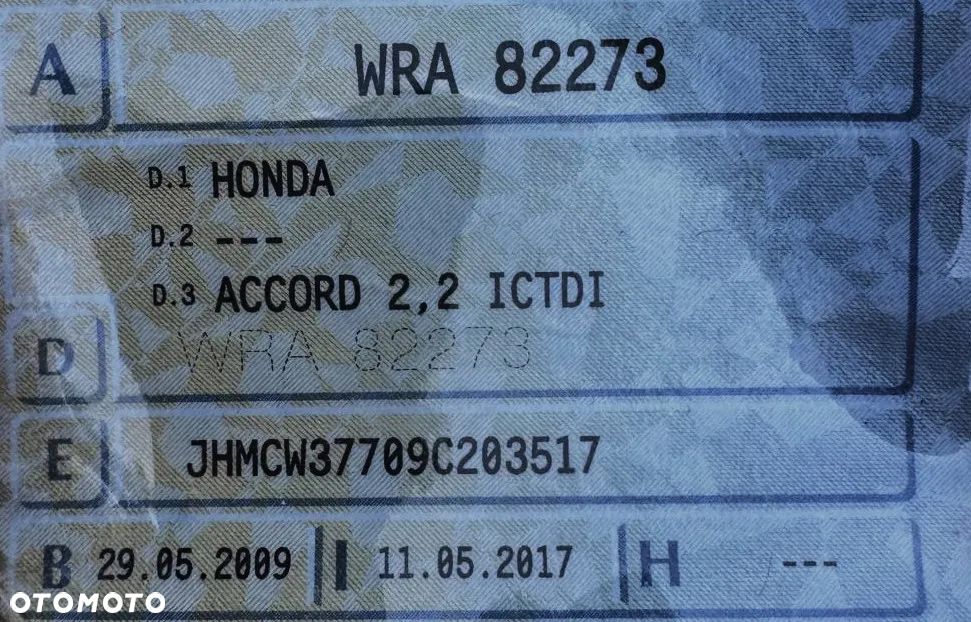 A WRA 82273
D.1 HONDA
D.2 ---
D.3 ACCORD 2,2 ICTDI
WRA 82273
D
E JHMCW37709C203517
B 29.05.2009 I 11.05.2017 H ---
OTOMOTO